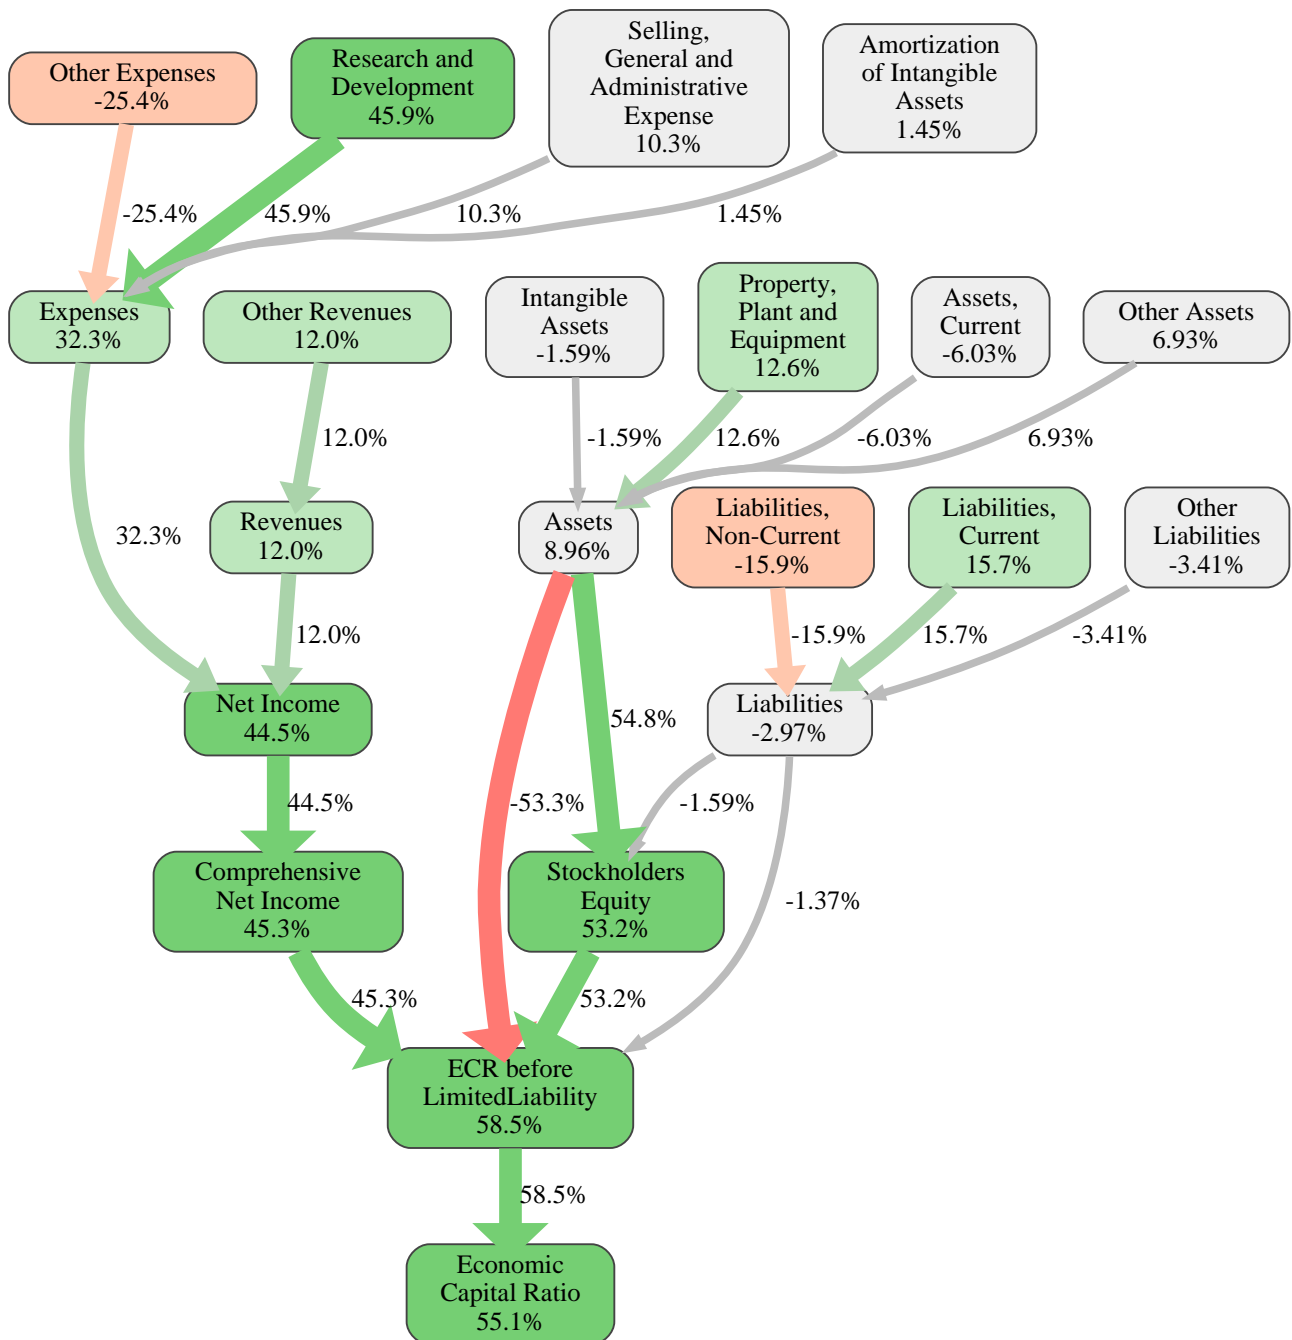 Other Expenses
-25.4%
Research and
Development
45.9%
Selling,
General and
Administrative
Expense
10.3%
Amortization
of Intangible
Assets
1.45%
-25.4%
45.9%
10.3%
1.45%
Expenses
32.3%
Other Revenues
12.0%
Intangible
Assets
-1.59%
Property,
Plant and
Equipment
12.6%
Assets,
Current
-6.03%
Other Assets
6.93%
12.0%
-1.59%
12.6%
-6.03%
6.93%
32.3%
Revenues
12.0%
Assets
8.96%
Liabilities,
Non-Current
-15.9%
Liabilities,
Current
15.7%
Other
Liabilities
-3.41%
12.0%
-15.9%
15.7%
-3.41%
Net Income
44.5%
54.8%
Liabilities
-2.97%
44.5%
-53.3%
-1.59%
Comprehensive
Net Income
45.3%
Stockholders
Equity
53.2%
-1.37%
45.3%
53.2%
ECR before
LimitedLiability
58.5%
58.5%
Economic
Capital Ratio
55.1%